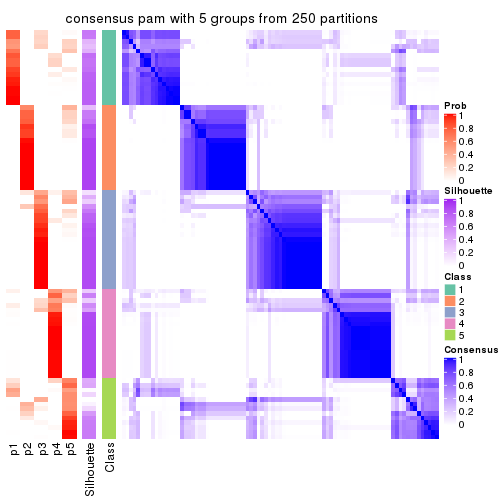 consensus pam with 5 groups from 250 partitions
Prob
1
0.8
0.6
0.4
0.2
0
Silhouette
1
0.8
0.6
0.4
0.2
0
Class
1
2
3
4
5
Consensus
1
0.8
0.6
0.4
0.2
0
p1
p2
p3
p4
p5
Silhouette
Class